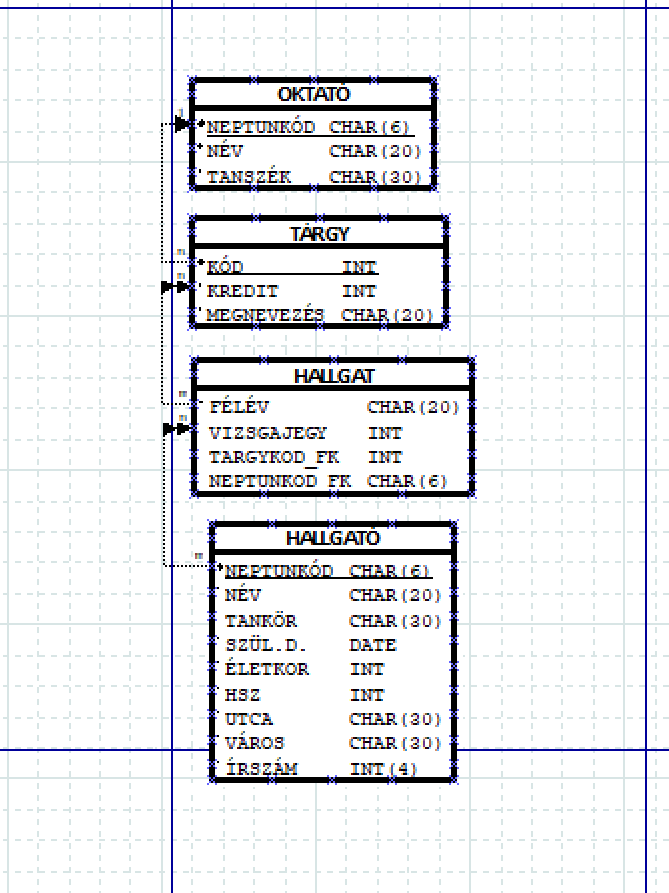 OKTATÓ
1
NEPTUNKÓD CHAR(6)
NÉV CHAR(20)
TANSZÉK CHAR(30)
TÁRGY
n
KÓD INT
n
KREDIT INT
MEGNEVEZÉS CHAR(20)
HALLGAT
m
FÉLÉV CHAR(20)
n
VIZSGAJEGY INT
TARGYKOD_FK INT
NEPTUNKOD_FK CHAR(6)
HALLGATÓ
m
NEPTUNKÓD CHAR(6)
NÉV CHAR(20)
TANKÖR CHAR(30)
SZÜL.D. DATE
ÉLETKOR INT
HSZ INT
UTCA CHAR(30)
VÁROS CHAR(30)
ÍRSZÁM INT(4)